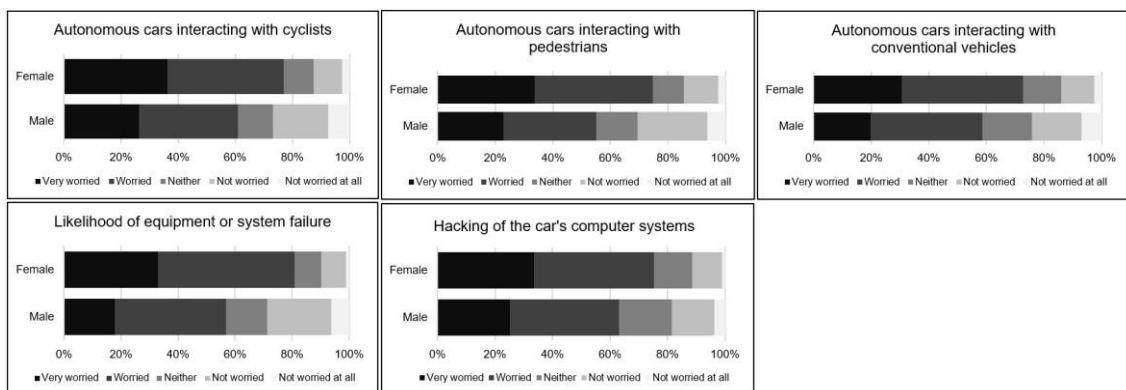 Autonomous cars interacting with cyclists
Female
Male
0% 20% 40% 60% 80% 100%
Very worried Worried Neither Not worried Not worried at all
Autonomous cars interacting with
pedestrians
Female
Male
0% 20% 40% 60% 80% 100%
Very worried Worried Neither Not worried Not worried at all
Autonomous cars interacting with
conventional vehicles
Female
Male
0% 20% 40% 60% 80% 100%
Very worried Worried Neither Not worried Not worried at all
Likelihood of equipment or system failure
Female
Male
0% 20% 40% 60% 80% 100%
Very worried Worried Neither Not worried Not worried at all
Hacking of the car's computer systems
Female
Male
0% 20% 40% 60% 80% 100%
Very worried Worried Neither Not worried Not worried at all